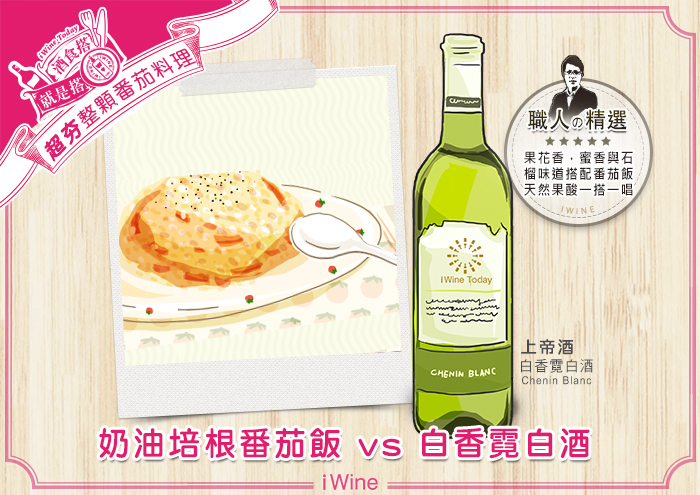 iWine Today
酒食搭
就是搭
超夯整顆番茄料理
職人の精選
果花香，蜜香與石
榴味道搭配番茄飯
天然果酸一搭一唱
IWINE
iWine Today
CHENIN BLANC
上帝酒
白香霓白酒
Chenin Blanc
奶油培根番茄飯 vs 白香霓白酒
iWine